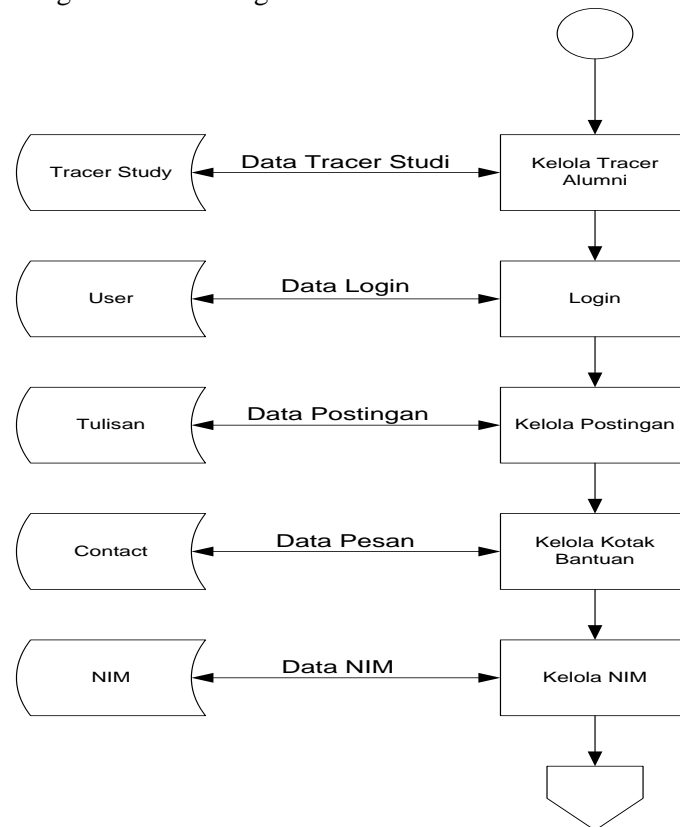 Tracer Study
Data Tracer Studi
Kelola Tracer
Alumni
User
Data Login
Login
Tulisan
Data Postingan
Kelola Postingan
Contact
Data Pesan
Kelola Kotak
Bantuan
NIM
Data NIM
Kelola NIM